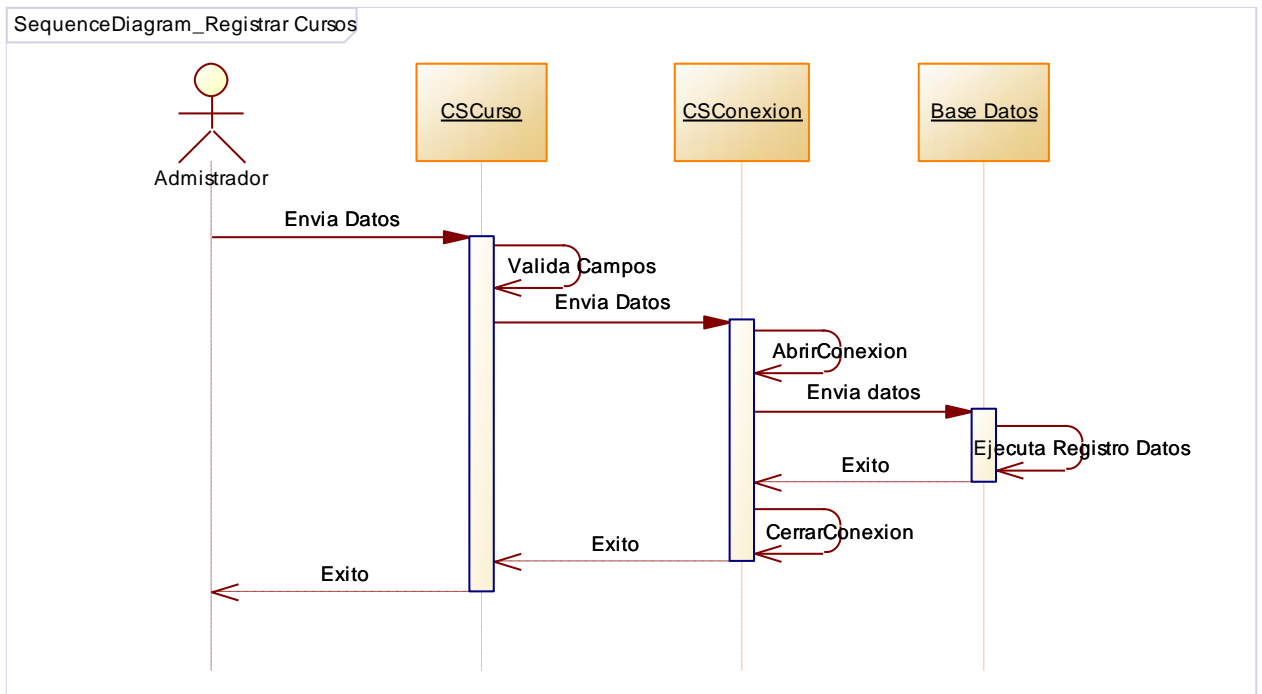 SequenceDiagram_Registrar Cursos
CSCurso
CSConexion
Base Datos
Admistrador
Envia Datos
Valida Campos
Envia Datos
AbrirConexion
Envia datos
Ejecuta Registro Datos
Exito
CerrarConexion
Exito
Exito